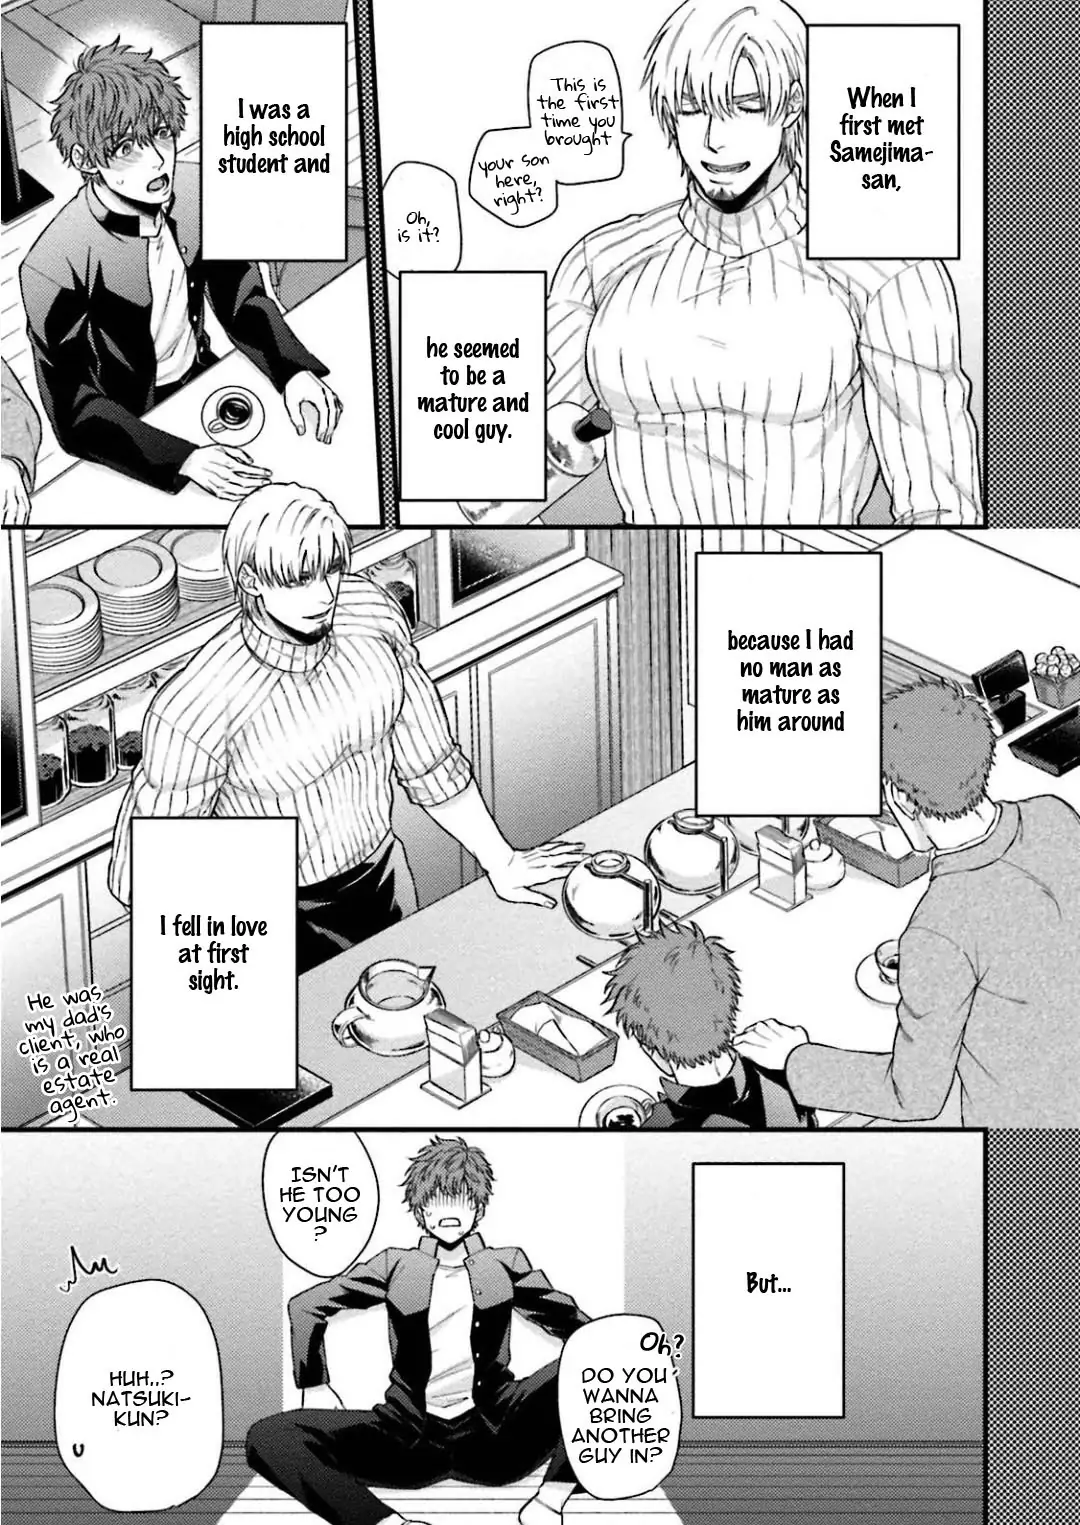 When I
first met
Samejima-
san,
This is
the first
time you
brought
your son
here,
right?
Oh,
is it?
he seemed
to be a
mature and
cool guy.
I was a
high school
student and
because I had
no man as
mature as
him around
I fell in love
at first
sight.
He was
my dad's
client, who
is a real
estate
agent.
But...
ISN'T
HE TOO
YOUNG
?
Oh?
DO YOU
WANNA
BRING
ANOTHER
GUY IN?
HUH..?
NATSUKI-
KUN?